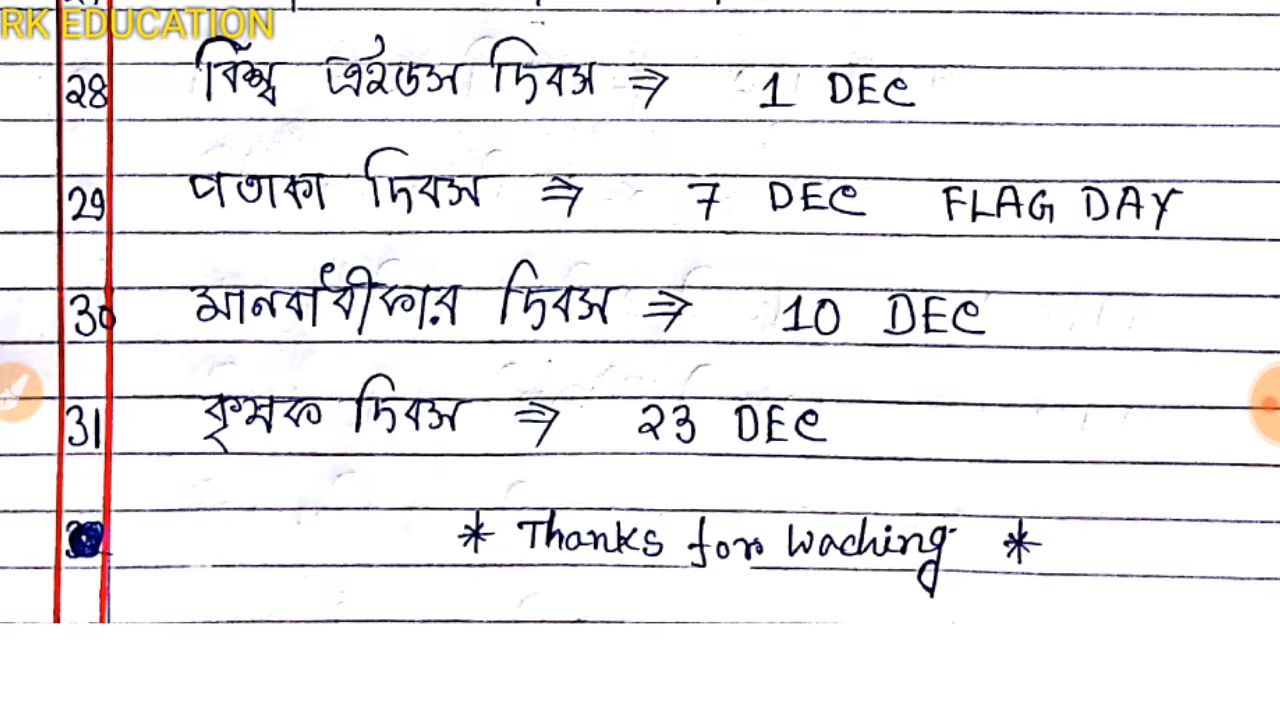 RK EDUCATION
28 বিশ্ব এইডস দিবস ⇒ 1 DEC
29 পতাকা দিবস ⇒ 7 DEC FLAG DAY
30 মানবাধীকার দিবস ⇒ 10 DEC
31 কৃষক দিবস ⇒ 23 DEC
* Thanks for Waching *